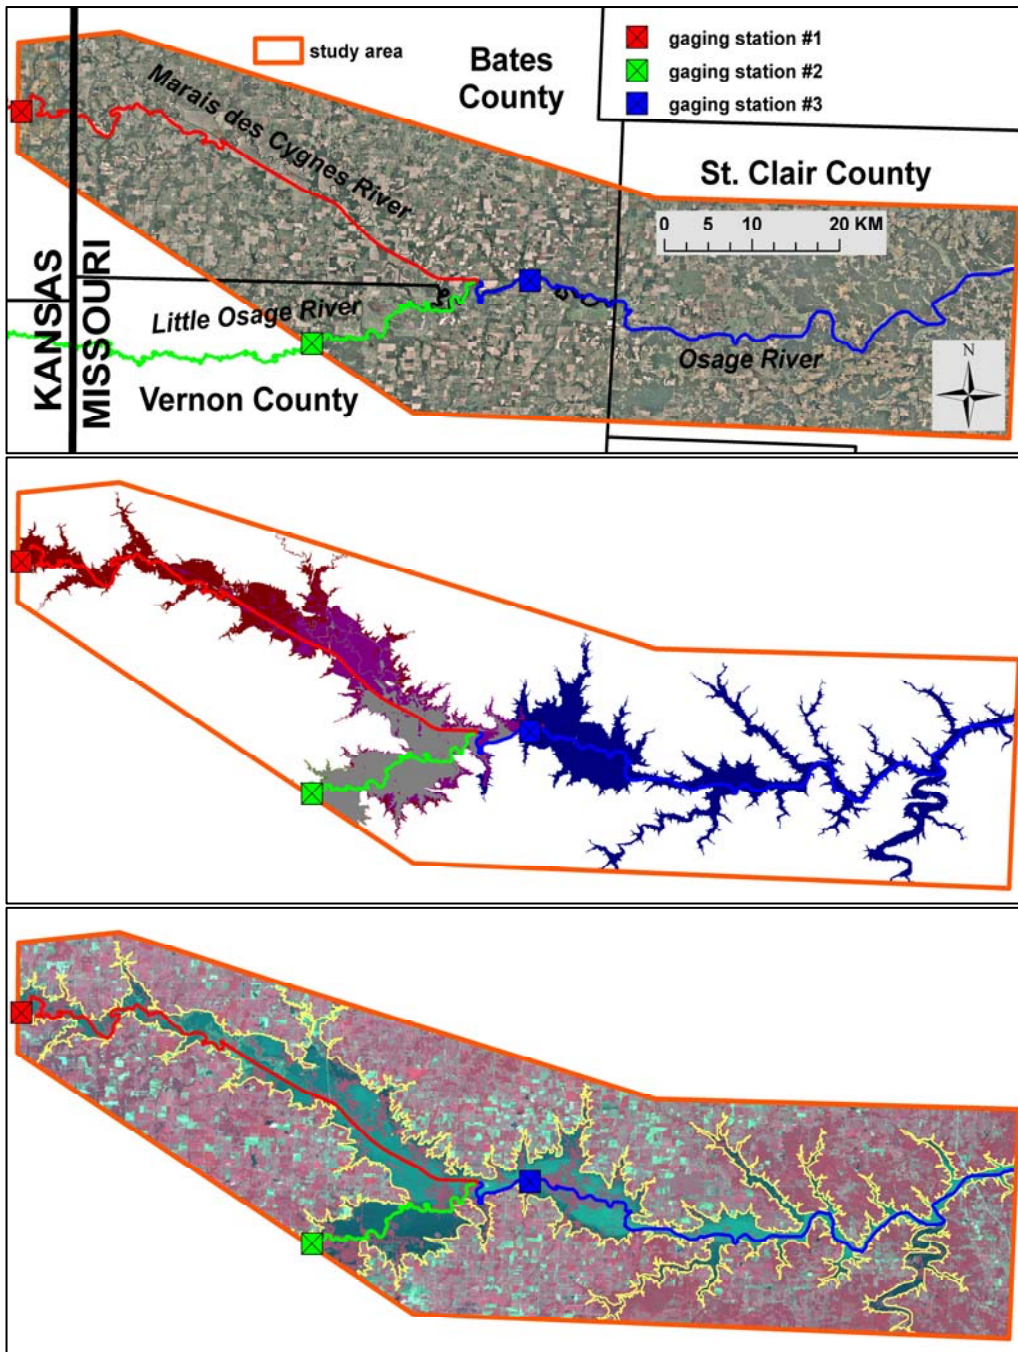 study area
Bates
County
gaging station #1
gaging station #2
gaging station #3
Marais des Cygnes River
St. Clair County
0 5 10 20 KM
KANSAS
MISSOURI
Little Osage River
Osage River
N
Vernon County